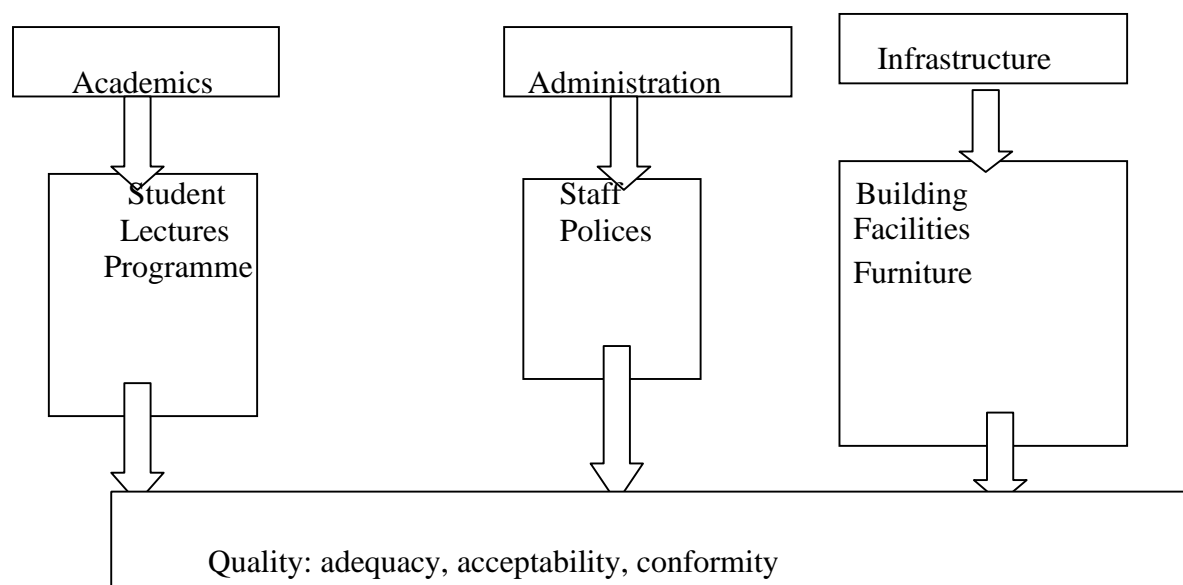 Academics
Administration
Infrastructure
Student
Lectures
Programme
Staff
Polices
Building
Facilities
Furniture
Quality: adequacy, acceptability, conformity